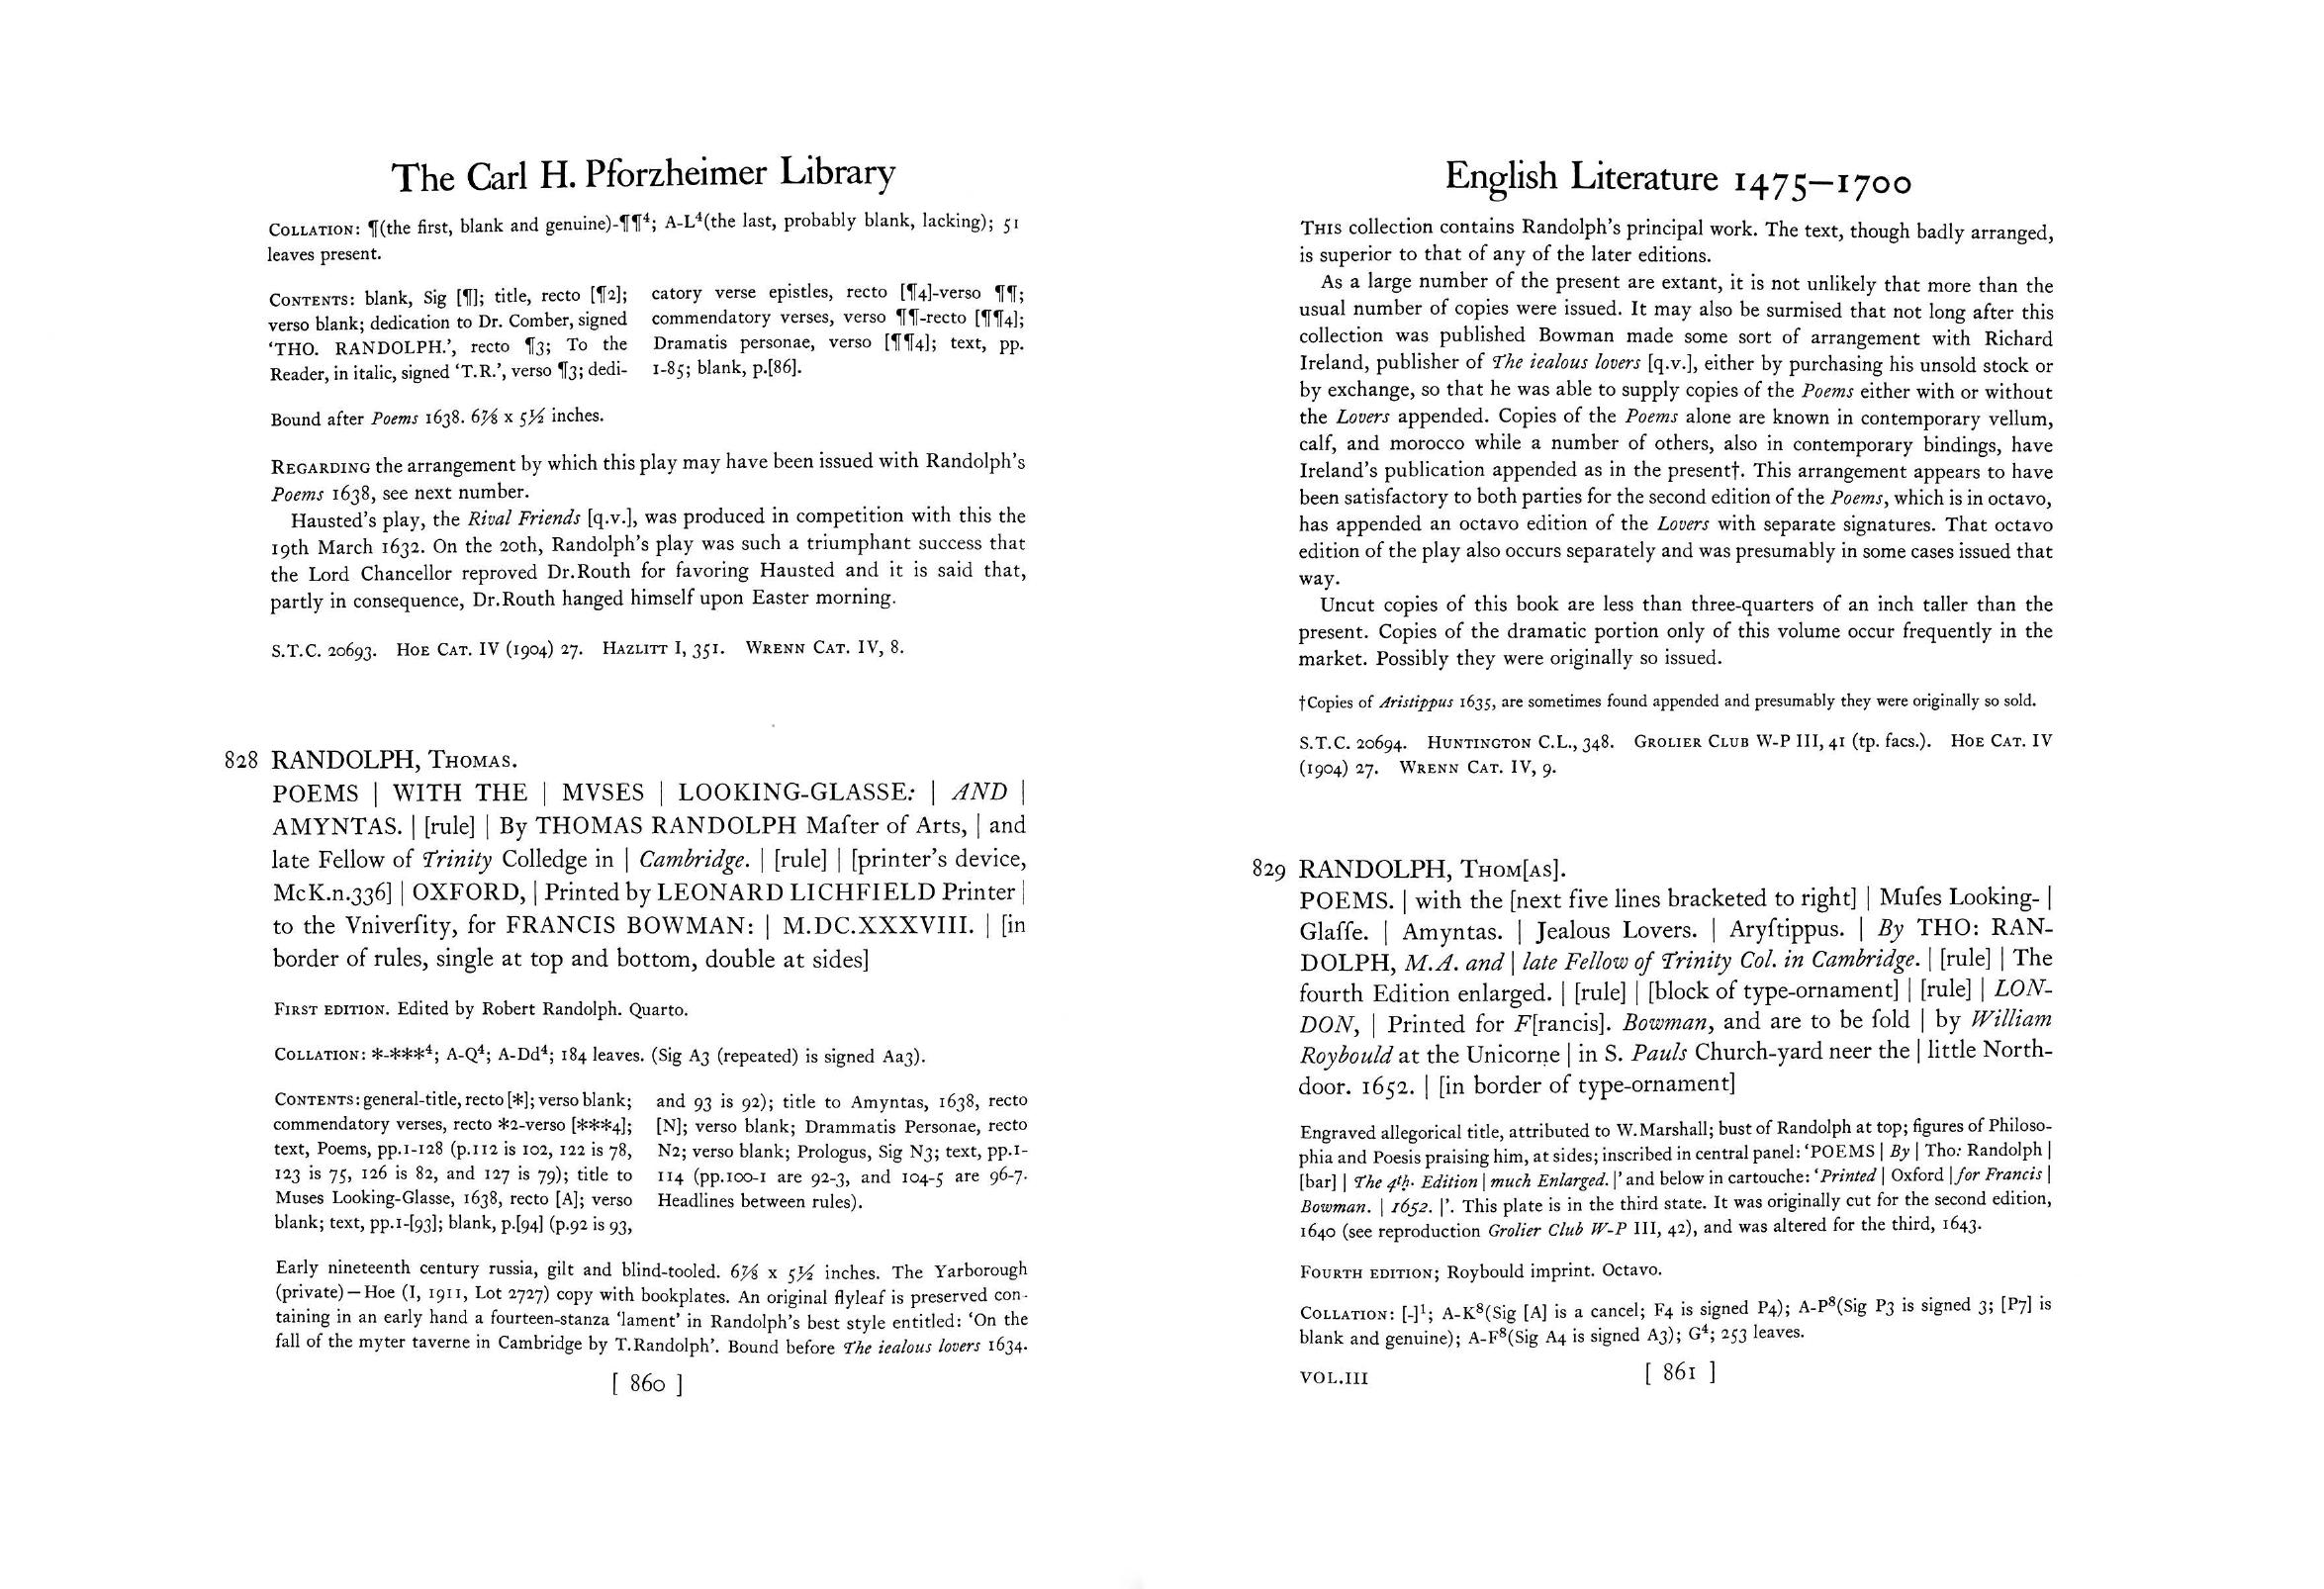 The Carl H. Pforzheimer Library
COLLATION: ¶(the first, blank and genuine)-¶¶⁴; A-L⁴(the last, probably blank, lacking); 51
leaves present.
CONTENTS: blank, Sig [¶]; title, recto [¶2];
verso blank; dedication to Dr. Comber, signed
‘THO. RANDOLPH.’, recto ¶3; To the
Reader, in italic, signed ‘T.R.’, verso ¶3; dedi-
catory verse epistles, recto [¶4]-verso ¶¶;
commendatory verses, verso ¶¶-recto [¶¶4];
Dramatis personae, verso [¶¶4]; text, pp.
1-85; blank, p.[86].
Bound after Poems 1638. 6⅞ x 5½ inches.
REGARDING the arrangement by which this play may have been issued with Randolph’s
Poems 1638, see next number.
Hausted’s play, the Rival Friends [q.v.], was produced in competition with this the
19th March 1632. On the 20th, Randolph’s play was such a triumphant success that
the Lord Chancellor reproved Dr.Routh for favoring Hausted and it is said that,
partly in consequence, Dr.Routh hanged himself upon Easter morning.
S.T.C. 20693. HOE CAT. IV (1904) 27. HAZLITT I, 351. WRENN CAT. IV, 8.
828 RANDOLPH, THOMAS.
POEMS | WITH THE | MVSES | LOOKING-GLASSE: | AND |
AMYNTAS. | [rule] | By THOMAS RANDOLPH Maſter of Arts, | and
late Fellow of Trinity Colledge in | Cambridge. | [rule] | [printer’s device,
McK.n.336] | OXFORD, | Printed by LEONARD LICHFIELD Printer |
to the Vniverſity, for FRANCIS BOWMAN: | M.DC.XXXVIII. | [in
border of rules, single at top and bottom, double at sides]
FIRST EDITION. Edited by Robert Randolph. Quarto.
COLLATION: *-***⁴; A-Q⁴; A-Dd⁴; 184 leaves. (Sig A3 (repeated) is signed Aa3).
CONTENTS: general-title, recto [*]; verso blank;
commendatory verses, recto *2-verso [***4];
text, Poems, pp.1-128 (p.112 is 102, 122 is 78,
123 is 75, 126 is 82, and 127 is 79); title to
Muses Looking-Glasse, 1638, recto [A]; verso
blank; text, pp.1-[93]; blank, p.[94] (p.92 is 93,
and 93 is 92); title to Amyntas, 1638, recto
[N]; verso blank; Drammatis Personae, recto
N2; verso blank; Prologus, Sig N3; text, pp.1-
114 (pp.100-1 are 92-3, and 104-5 are 96-7.
Headlines between rules).
Early nineteenth century russia, gilt and blind-tooled. 6⅞ x 5½ inches. The Yarborough
(private)—Hoe (I, 1911, Lot 2727) copy with bookplates. An original flyleaf is preserved con-
taining in an early hand a fourteen-stanza ‘lament’ in Randolph’s best style entitled: ‘On the
fall of the myter taverne in Cambridge by T.Randolph’. Bound before The iealous lovers 1634.
[ 860 ]
English Literature 1475–1700
THIS collection contains Randolph’s principal work. The text, though badly arranged,
is superior to that of any of the later editions.
As a large number of the present are extant, it is not unlikely that more than the
usual number of copies were issued. It may also be surmised that not long after this
collection was published Bowman made some sort of arrangement with Richard
Ireland, publisher of The iealous lovers [q.v.], either by purchasing his unsold stock or
by exchange, so that he was able to supply copies of the Poems either with or without
the Lovers appended. Copies of the Poems alone are known in contemporary vellum,
calf, and morocco while a number of others, also in contemporary bindings, have
Ireland’s publication appended as in the present†. This arrangement appears to have
been satisfactory to both parties for the second edition of the Poems, which is in octavo,
has appended an octavo edition of the Lovers with separate signatures. That octavo
edition of the play also occurs separately and was presumably in some cases issued that
way.
Uncut copies of this book are less than three-quarters of an inch taller than the
present. Copies of the dramatic portion only of this volume occur frequently in the
market. Possibly they were originally so issued.
†Copies of Aristippus 1635, are sometimes found appended and presumably they were originally so sold.
S.T.C. 20694. HUNTINGTON C.L., 348. GROLIER CLUB W-P III, 41 (tp. facs.). HOE CAT. IV
(1904) 27. WRENN CAT. IV, 9.
829 RANDOLPH, THOM[AS].
POEMS. | with the [next five lines bracketed to right] | Muſes Looking- |
Glaſſe. | Amyntas. | Jealous Lovers. | Aryſtippus. | By THO: RAN-
DOLPH, M.A. and | late Fellow of Trinity Col. in Cambridge. | [rule] | The
fourth Edition enlarged. | [rule] | [block of type-ornament] | [rule] | LON-
DON, | Printed for F[rancis]. Bowman, and are to be ſold | by William
Roybould at the Unicorne | in S. Pauls Church-yard neer the | little North-
door. 1652. | [in border of type-ornament]
Engraved allegorical title, attributed to W.Marshall; bust of Randolph at top; figures of Philoso-
phia and Poesis praising him, at sides; inscribed in central panel: ‘POEMS | By | Tho: Randolph |
[bar] | The 4th. Edition | much Enlarged. |’ and below in cartouche: ‘Printed | Oxford | for Francis |
Bowman. | 1652. |’. This plate is in the third state. It was originally cut for the second edition,
1640 (see reproduction Grolier Club W-P III, 42), and was altered for the third, 1643.
FOURTH EDITION; Roybould imprint. Octavo.
COLLATION: [-]¹; A-K⁸(Sig [A] is a cancel; F4 is signed P4); A-P⁸(Sig P3 is signed 3; [P7] is
blank and genuine); A-F⁸(Sig A4 is signed A3); G⁴; 253 leaves.
VOL.III
[ 861 ]